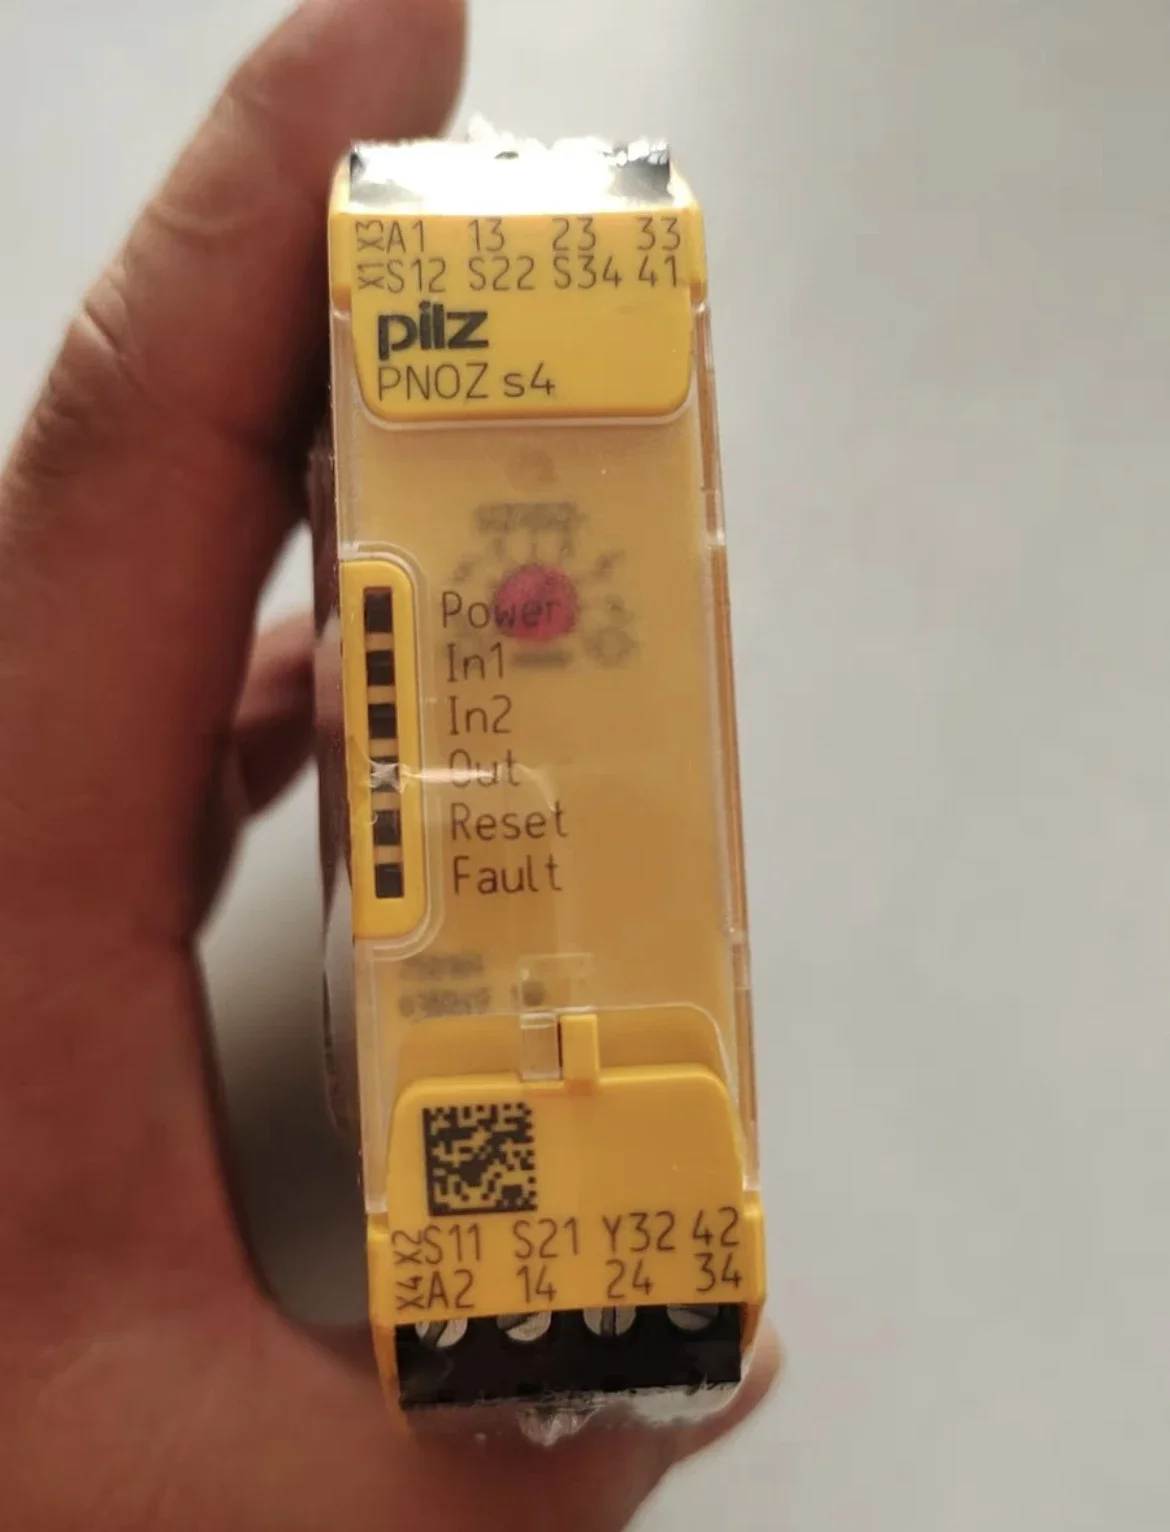 X3 A1 13 23 33
X1 S12 S22 S34 41
pilz
PNOZ s4
Power
In1
In2
Out
Reset
Fault
X2 S11 S21 Y32 42
X4 A2 14 24 34